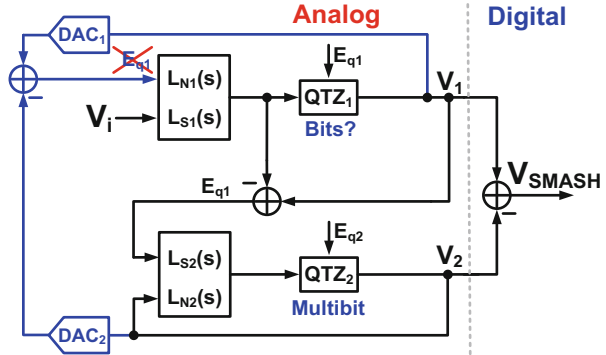 Analog
Digital
DAC1
Eq1
LN1(s)
LS1(s)
Eq1
QTZ1
V1
Vi
Bits?
VSMASH
Eq1
LS2(s)
LN2(s)
Eq2
QTZ2
V2
Multibit
DAC2